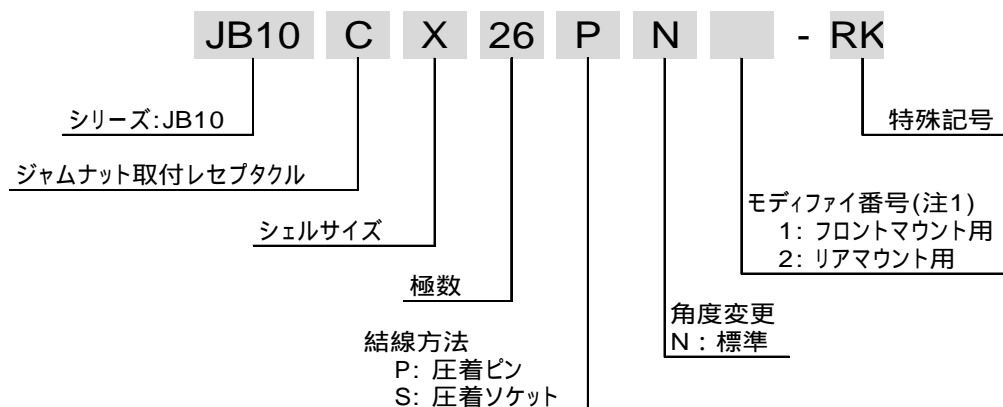 JB10 C X 26 P N - RK
シリーズ:JB10
特殊記号
ジャムナット取付レセプタクル
モディファイ番号(注1)
1: フロントマウント用
2: リアマウント用
シェルサイズ
極数
角度変更
N：標準
結線方法
P: 圧着ピン
S: 圧着ソケット